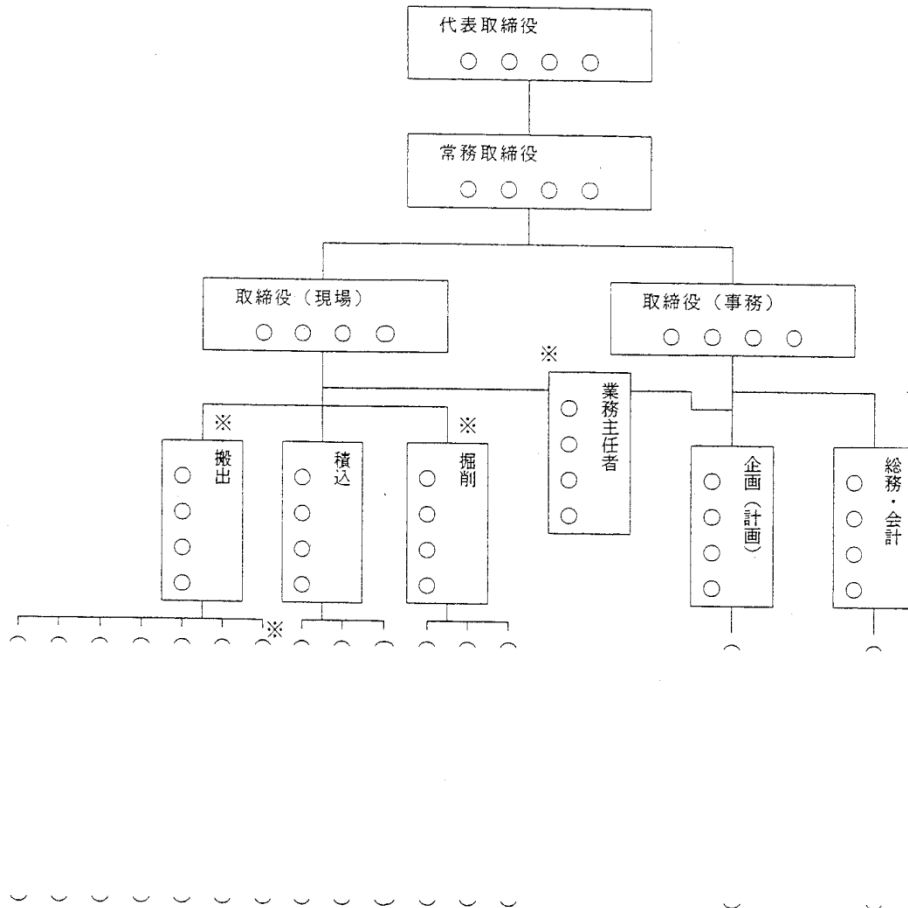 代表取締役
○ ○ ○ ○
常務取締役
○ ○ ○ ○
取締役（現場）
○ ○ ○ ○
取締役（事務）
○ ○ ○ ○
※
業務主任者
○○○○
※
搬出
○○○○
積込
○○○○
※
掘削
○○○○
企画（計画）
○○○○
総務・会計
○○○○
※
（ ）（ ）（ ）（ ）（ ）（ ）（ ）
（ ）（ ）（ ）
（ ）（ ）（ ）
（ ）
（ ）